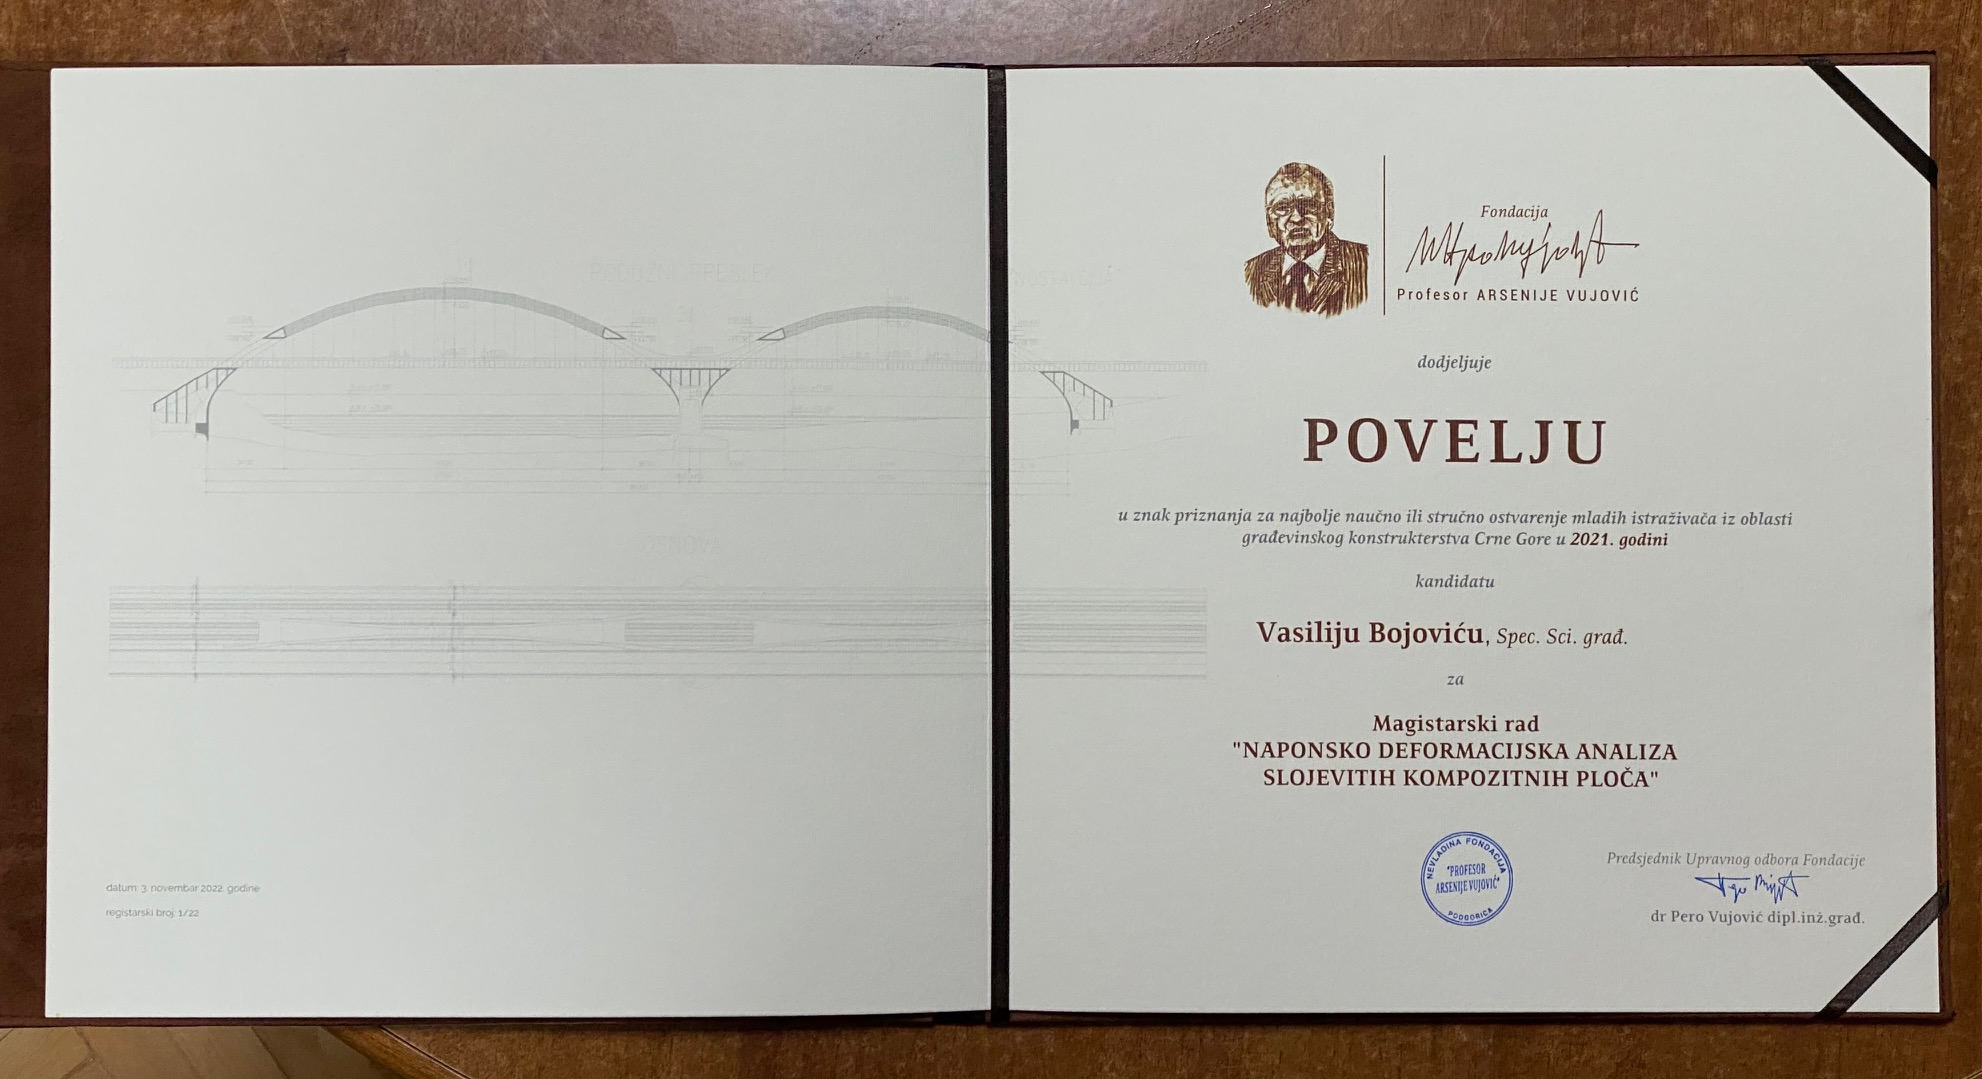 PODUŽNI PRESJEK
OSNOVA
datum: 3. novembar 2022. godine
registarski broj: 1/22
Fondacija
Profesor ARSENIJE VUJOVIĆ
dodjeljuje
POVELJU
u znak priznanja za najbolje naučno ili stručno ostvarenje mladih istraživača iz oblasti
građevinskog konstrukterstva Crne Gore u 2021. godini
kandidatu
Vasiliju Bojoviću, Spec. Sci. građ.
za
Magistarski rad
"NAPONSKO DEFORMACIJSKA ANALIZA
SLOJEVITIH KOMPOZITNIH PLOČA"
NEVLADINA FONDACIJA
"PROFESOR
ARSENIJE VUJOVIĆ"
PODGORICA
Predsjednik Upravnog odbora Fondacije
dr Pero Vujović dipl.inž.građ.